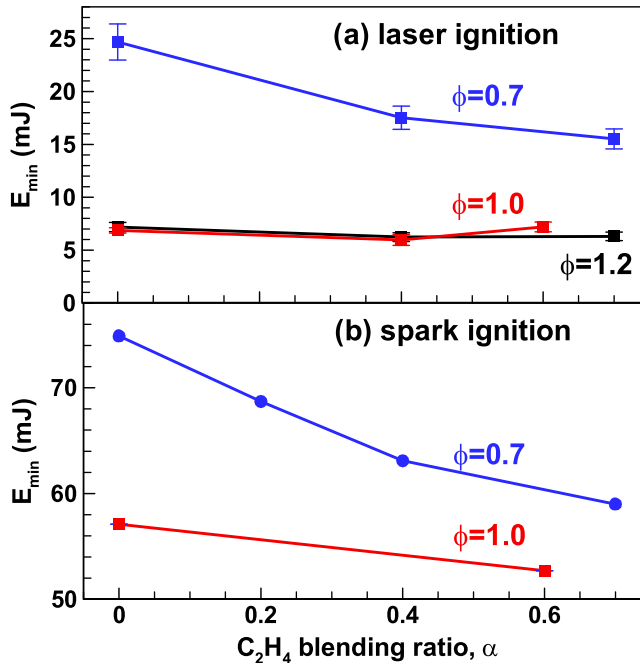 (a) laser ignition
25
20
15
10
5
0
E_min (mJ)
ϕ=0.7
ϕ=1.0
ϕ=1.2
(b) spark ignition
70
60
50
E_min (mJ)
ϕ=0.7
ϕ=1.0
0 0.2 0.4 0.6
C₂H₄ blending ratio, α